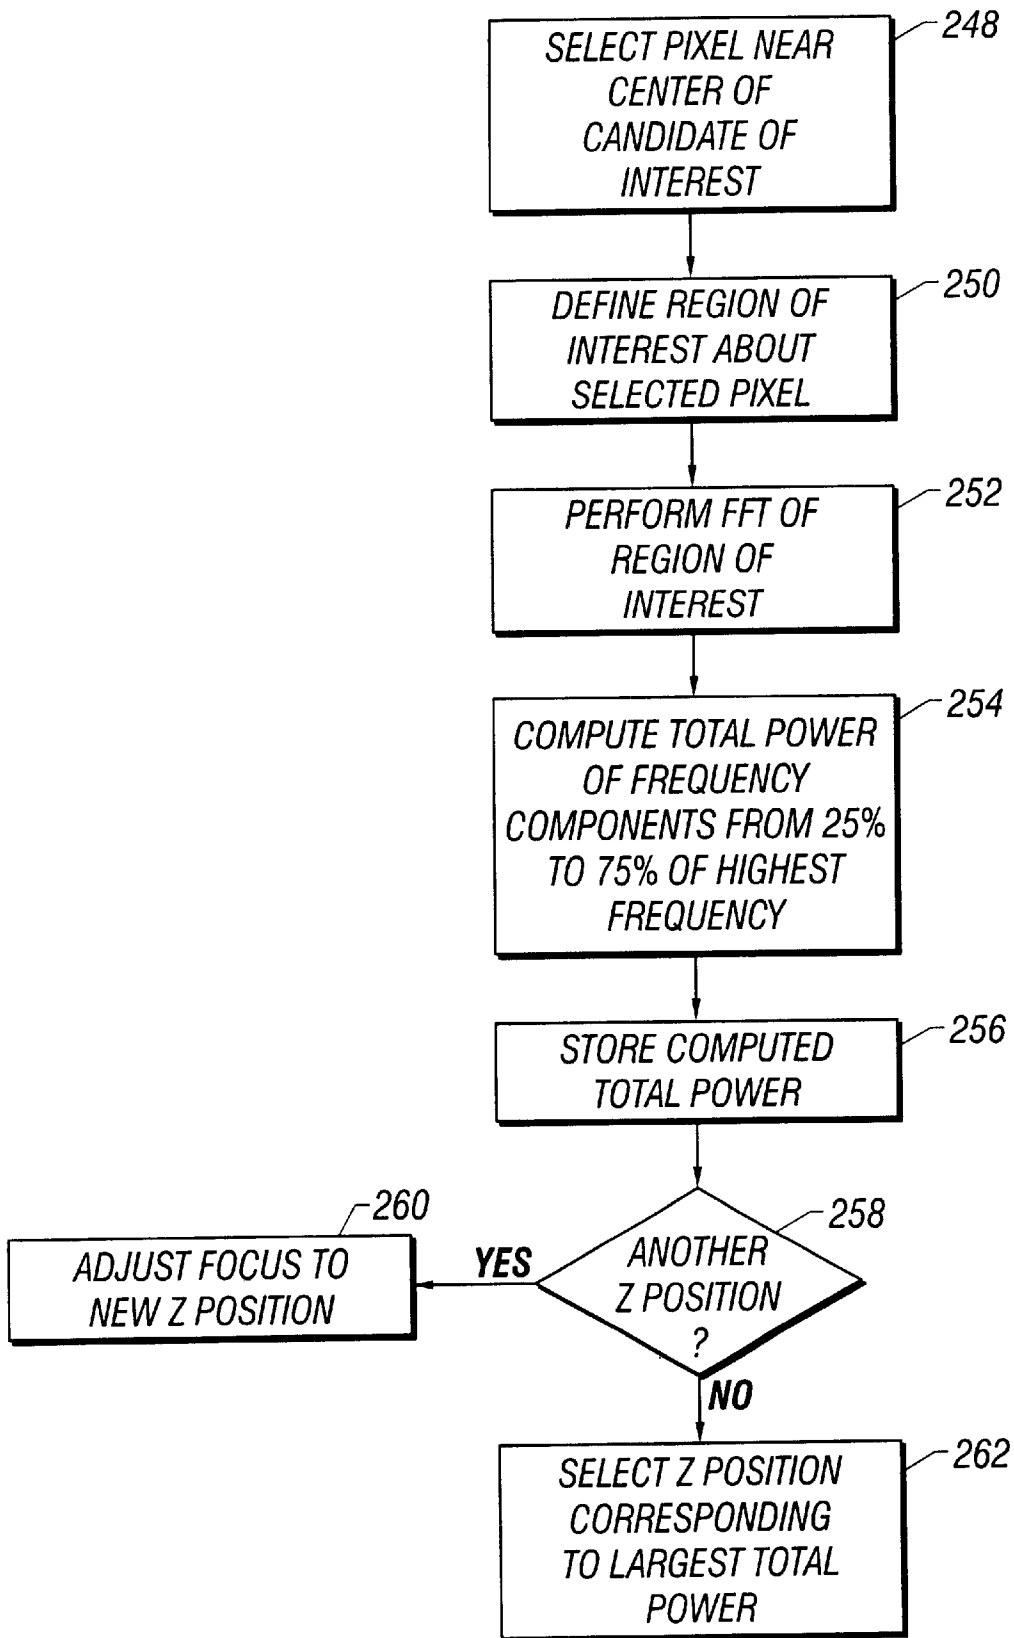 248
SELECT PIXEL NEAR
CENTER OF
CANDIDATE OF
INTEREST
250
DEFINE REGION OF
INTEREST ABOUT
SELECTED PIXEL
252
PERFORM FFT OF
REGION OF
INTEREST
254
COMPUTE TOTAL POWER
OF FREQUENCY
COMPONENTS FROM 25%
TO 75% OF HIGHEST
FREQUENCY
256
STORE COMPUTED
TOTAL POWER
258
ANOTHER
Z POSITION
?
YES
260
ADJUST FOCUS TO
NEW Z POSITION
NO
262
SELECT Z POSITION
CORRESPONDING
TO LARGEST TOTAL
POWER